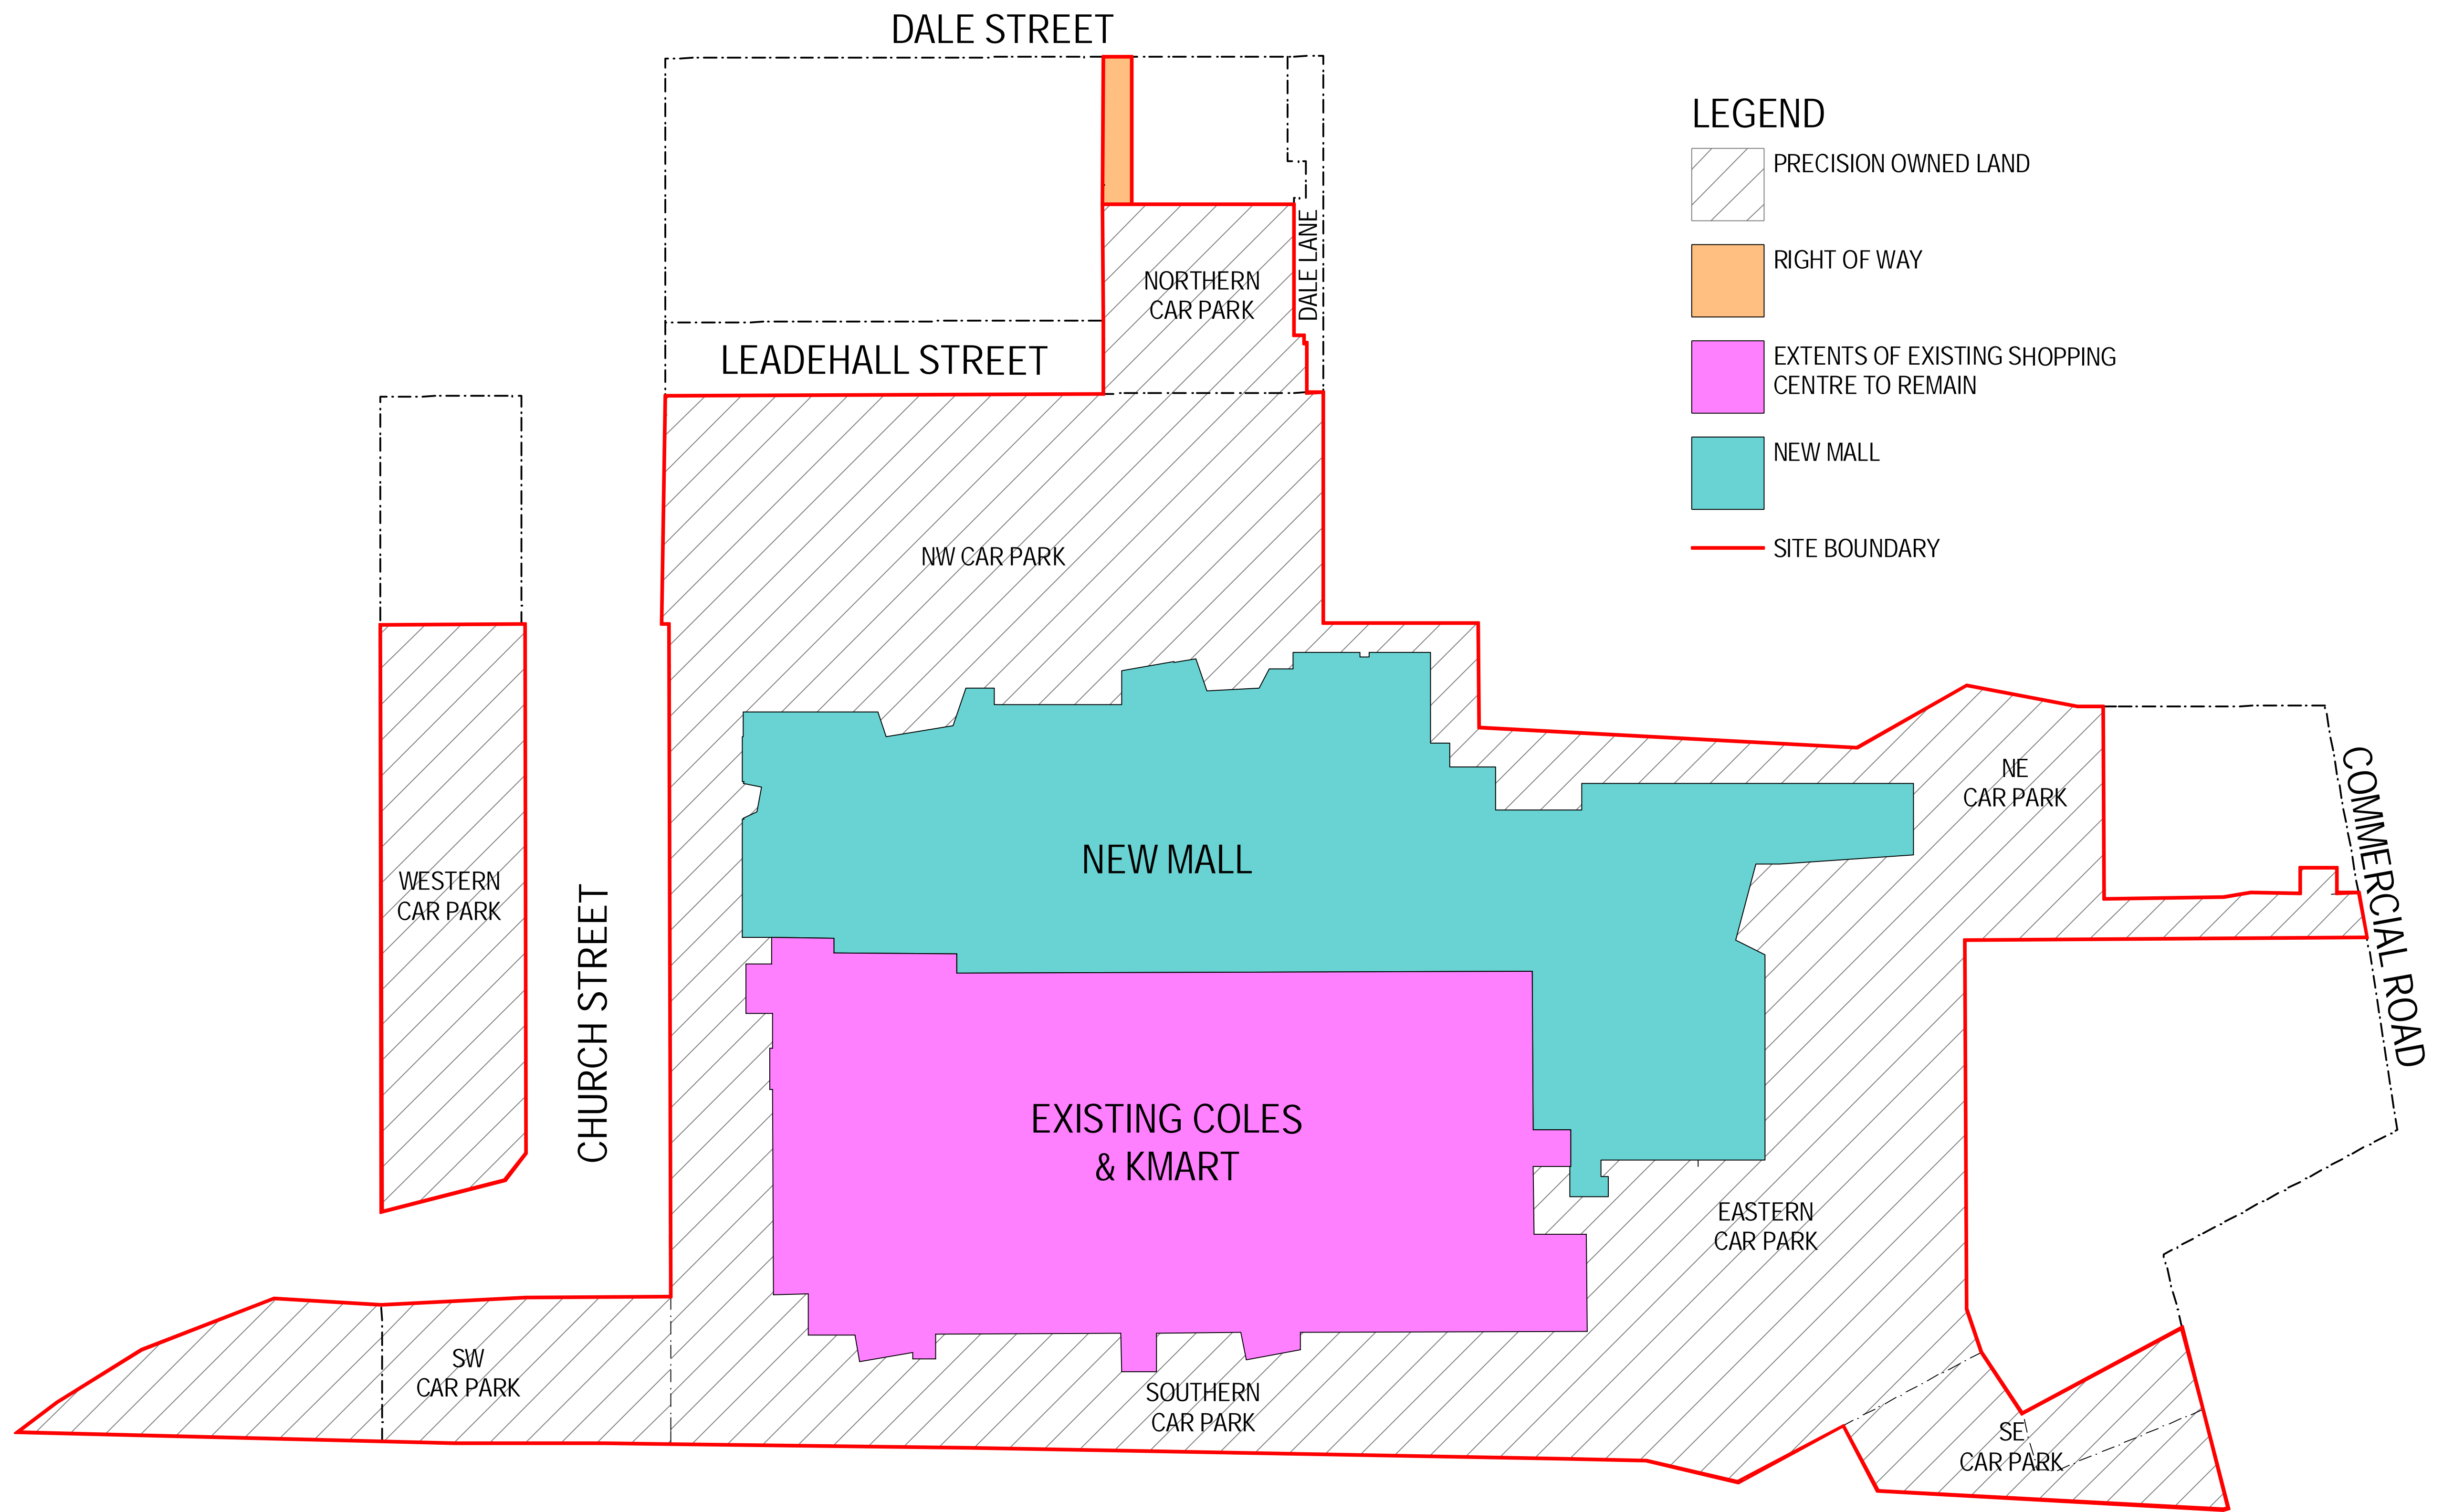 DALE STREET
LEGEND
PRECISION OWNED LAND
RIGHT OF WAY
EXTENTS OF EXISTING SHOPPING
CENTRE TO REMAIN
NEW MALL
SITE BOUNDARY
DALE LANE
NORTHERN
CAR PARK
LEADEHALL STREET
NW CAR PARK
NE
CAR PARK
COMMERCIAL ROAD
NEW MALL
WESTERN
CAR PARK
CHURCH STREET
EXISTING COLES
& KMART
EASTERN
CAR PARK
SW
CAR PARK
SOUTHERN
CAR PARK
SE
CAR PARK